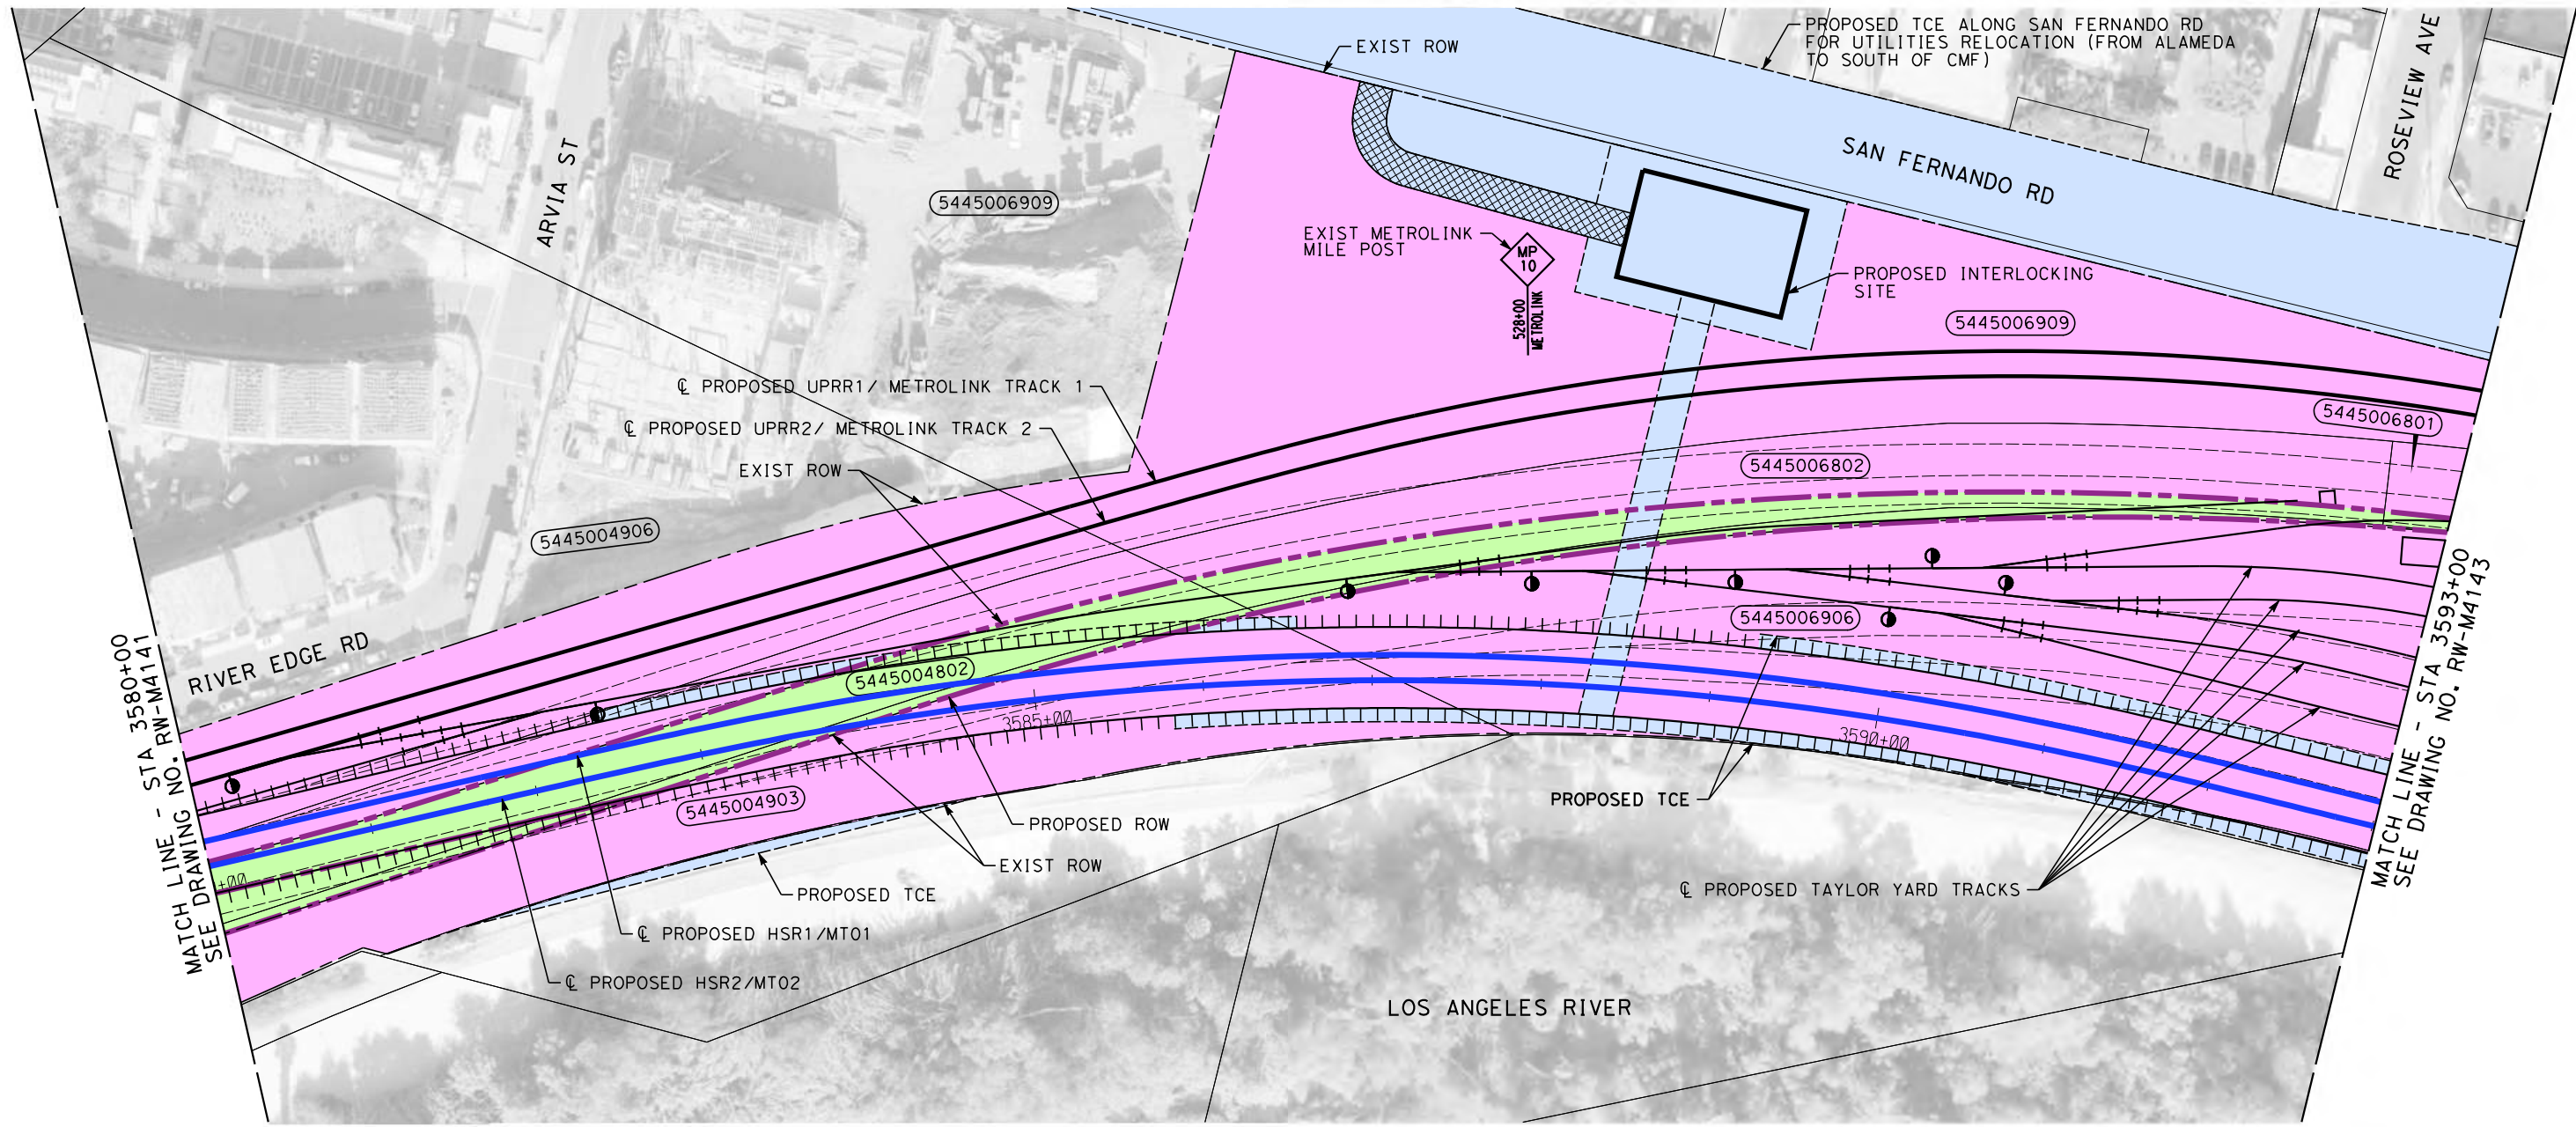 EXIST ROW
PROPOSED TCE ALONG SAN FERNANDO RD
FOR UTILITIES RELOCATION (FROM ALAMEDA
TO SOUTH OF CMF)
ROSEVIEW AVE
SAN FERNANDO RD
ARVIA ST
5445006909
EXIST METROLINK
MILE POST
MP
10
528+00
METROLINK
PROPOSED INTERLOCKING
SITE
5445006909
℄ PROPOSED UPRR1/ METROLINK TRACK 1
℄ PROPOSED UPRR2/ METROLINK TRACK 2
EXIST ROW
5445006801
5445006802
5445004906
5445006906
RIVER EDGE RD
5445004802
3585+00
3590+00
5445004903
+00
PROPOSED TCE
PROPOSED ROW
EXIST ROW
PROPOSED TCE
℄ PROPOSED TAYLOR YARD TRACKS
℄ PROPOSED HSR1/MT01
℄ PROPOSED HSR2/MT02
LOS ANGELES RIVER
MATCH LINE - STA 3580+00
SEE DRAWING NO. RW-M4141
MATCH LINE - STA 3593+00
SEE DRAWING NO. RW-M4143